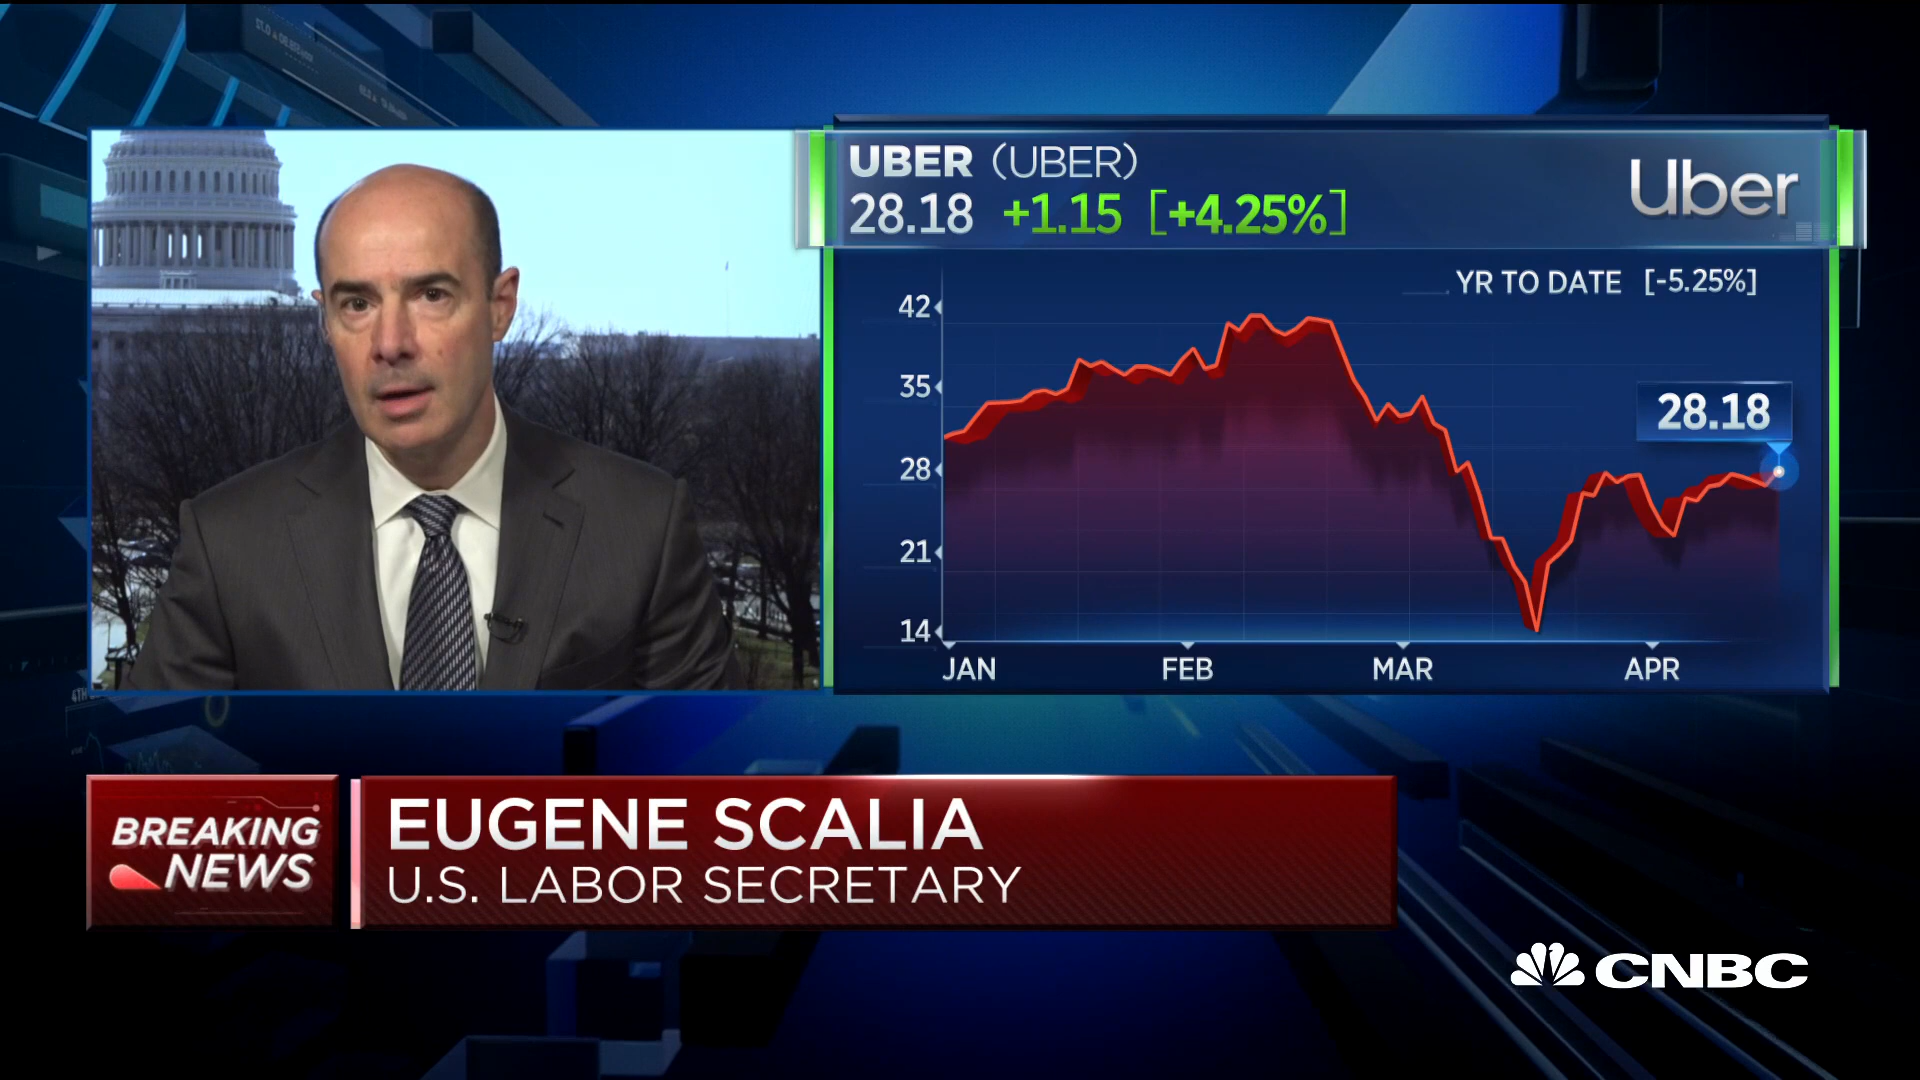 UBER (UBER)
28.18 +1.15 [+4.25%]
Uber
YR TO DATE [-5.25%]
42
35
28
21
14
28.18
JAN FEB MAR APR
BREAKING
NEWS
EUGENE SCALIA
U.S. LABOR SECRETARY
CNBC